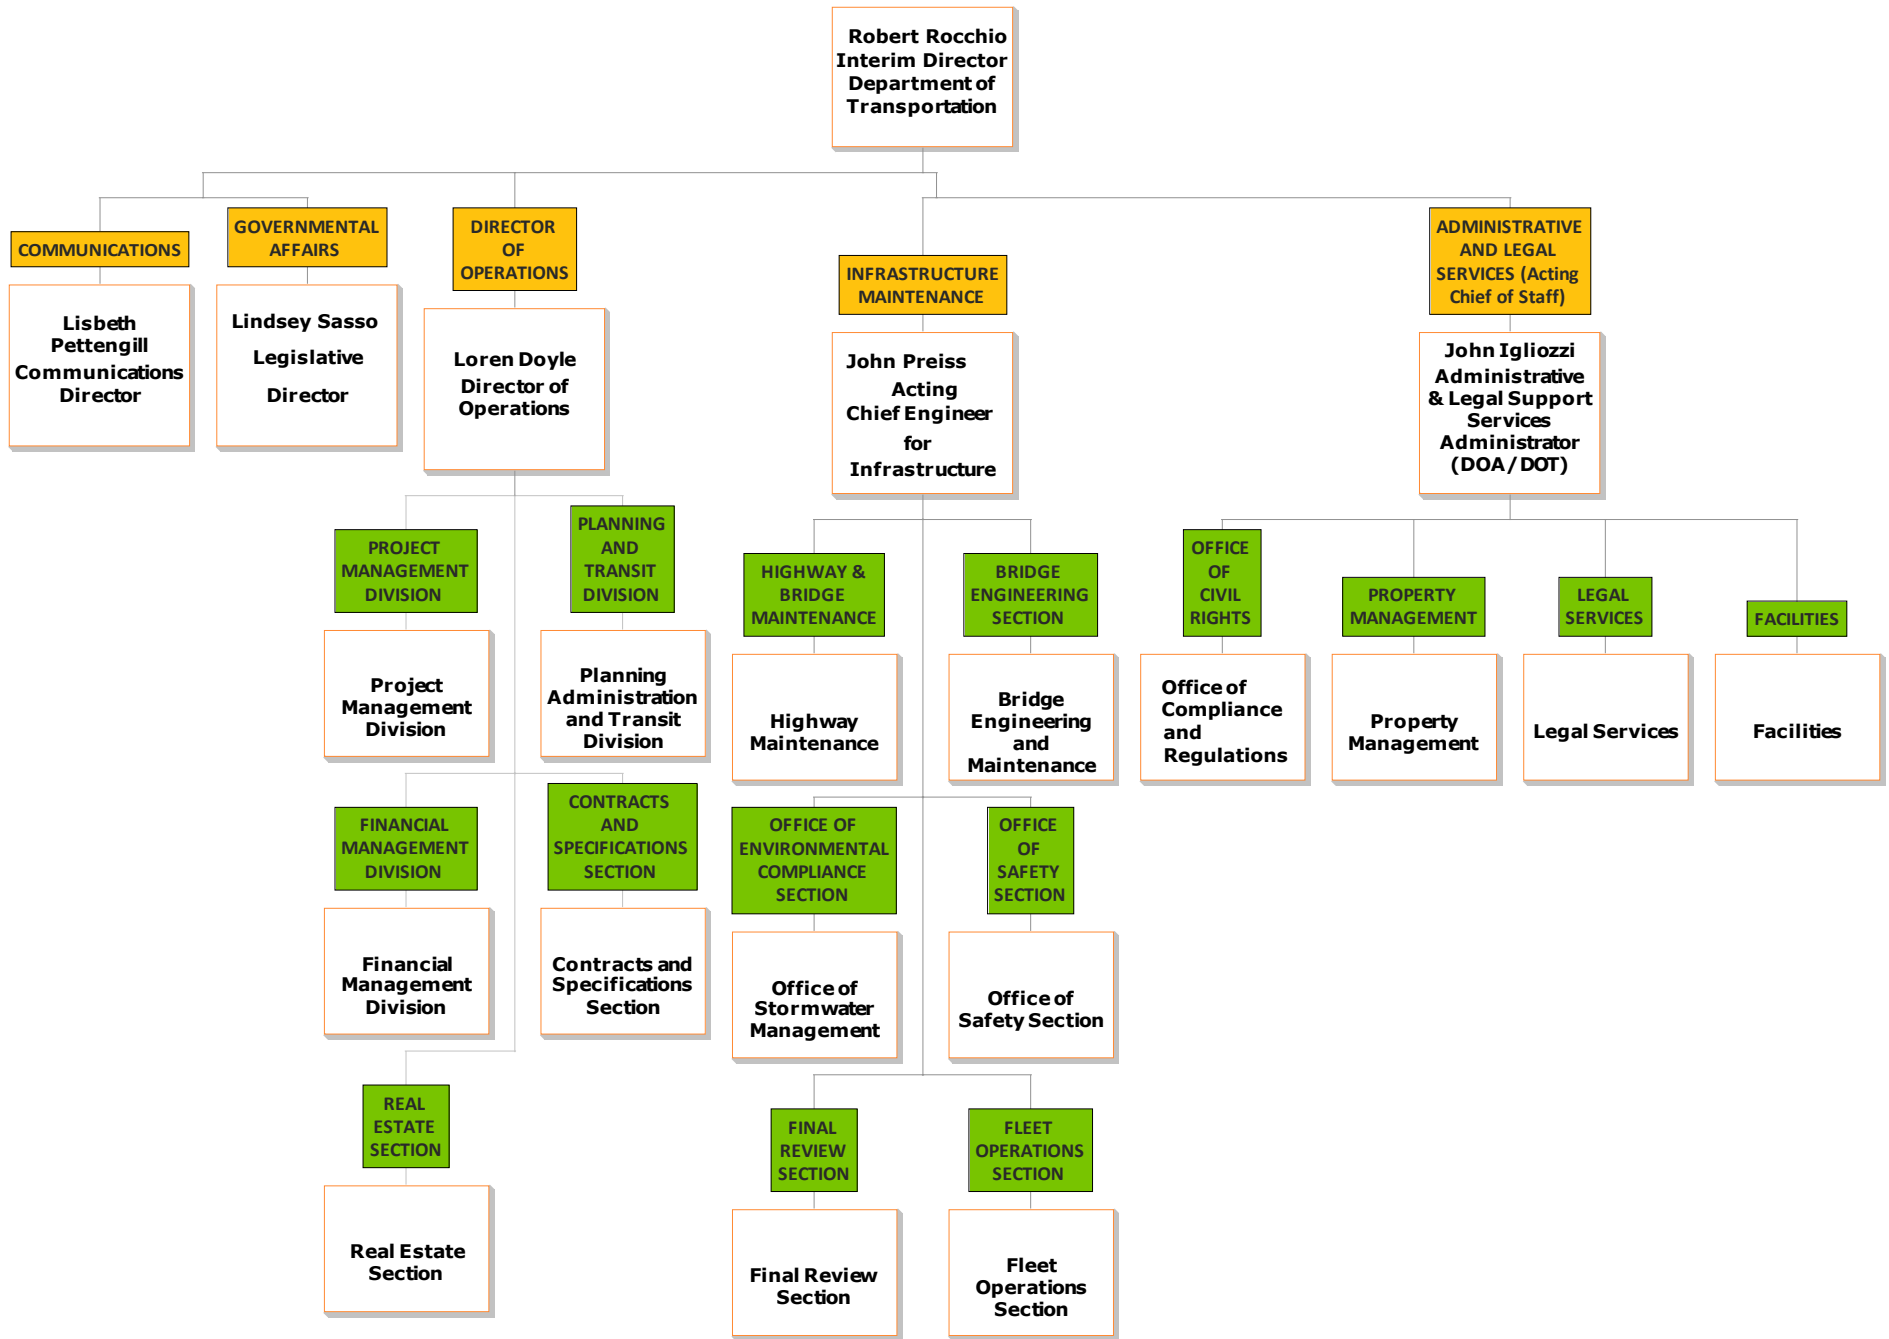 Robert Rocchio
Interim Director
Department of
Transportation
COMMUNICATIONS
Lisbeth
Pettengill
Communications
Director
GOVERNMENTAL
AFFAIRS
Lindsey Sasso
Legislative
Director
DIRECTOR
OF
OPERATIONS
Loren Doyle
Director of
Operations
INFRASTRUCTURE
MAINTENANCE
John Preiss
Acting
Chief Engineer
for
Infrastructure
ADMINISTRATIVE
AND LEGAL
SERVICES (Acting
Chief of Staff)
John Igliozzi
Administrative
& Legal Support
Services
Administrator
(DOA/DOT)
PROJECT
MANAGEMENT
DIVISION
Project
Management
Division
PLANNING
AND
TRANSIT
DIVISION
Planning
Administration
and Transit
Division
HIGHWAY &
BRIDGE
MAINTENANCE
Highway
Maintenance
BRIDGE
ENGINEERING
SECTION
Bridge
Engineering
and
Maintenance
OFFICE
OF
CIVIL
RIGHTS
Office of
Compliance
and
Regulations
PROPERTY
MANAGEMENT
Property
Management
LEGAL
SERVICES
Legal Services
FACILITIES
Facilities
FINANCIAL
MANAGEMENT
DIVISION
Financial
Management
Division
CONTRACTS
AND
SPECIFICATIONS
SECTION
Contracts and
Specifications
Section
OFFICE OF
ENVIRONMENTAL
COMPLIANCE
SECTION
Office of
Stormwater
Management
OFFICE
OF
SAFETY
SECTION
Office of
Safety Section
REAL
ESTATE
SECTION
Real Estate
Section
FINAL
REVIEW
SECTION
Final Review
Section
FLEET
OPERATIONS
SECTION
Fleet
Operations
Section